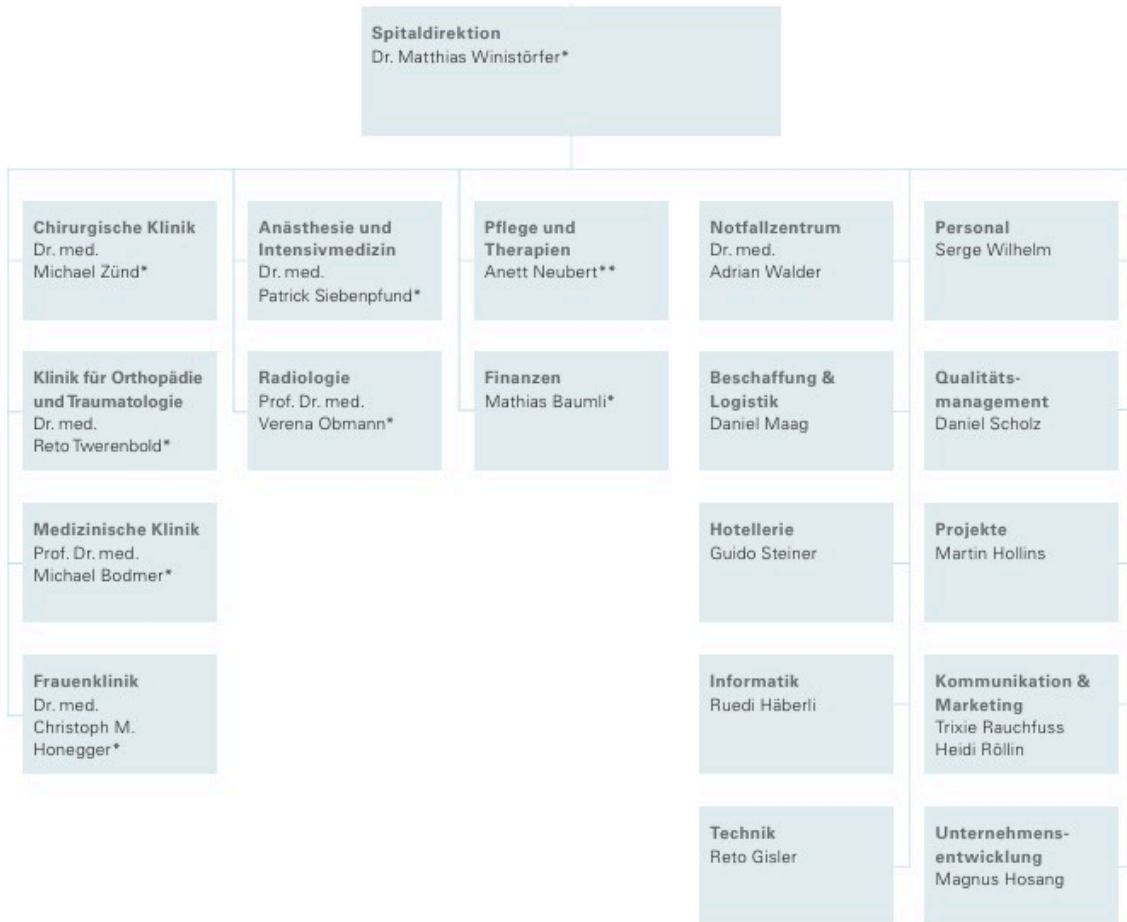 Spitaldirektion
Dr. Matthias Winistörfer*
Chirurgische Klinik
Dr. med.
Michael Zünd*
Anästhesie und
Intensivmedizin
Dr. med.
Patrick Siebenpfund*
Pflege und
Therapien
Anett Neubert**
Notfallzentrum
Dr. med.
Adrian Walder
Personal
Serge Wilhelm
Klinik für Orthopädie
und Traumatologie
Dr. med.
Reto Twerenbold*
Radiologie
Prof. Dr. med.
Verena Obmann*
Finanzen
Mathias Baumli*
Beschaffung &
Logistik
Daniel Maag
Qualitäts-
management
Daniel Scholz
Medizinische Klinik
Prof. Dr. med.
Michael Bodmer*
Hotellerie
Guido Steiner
Projekte
Martin Hollins
Frauenklinik
Dr. med.
Christoph M.
Honegger*
Informatik
Ruedi Häberli
Kommunikation &
Marketing
Trixie Rauchfuss
Heidi Röllin
Technik
Reto Gisler
Unternehmens-
entwicklung
Magnus Hosang